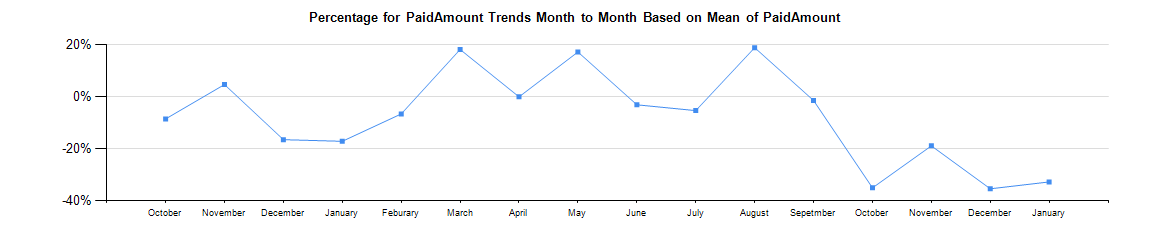 Percentage for PaidAmount Trends Month to Month Based on Mean of PaidAmount
20%
0%
-20%
-40%
October November December January Feburary March April May June July August Sepetmber October November December January